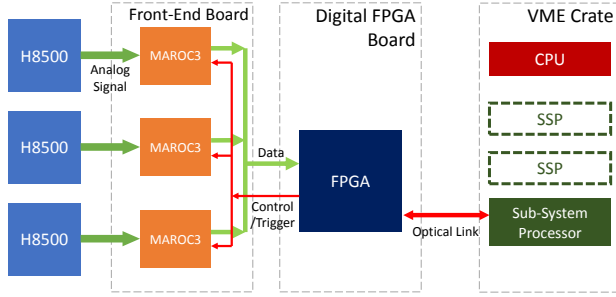 Front-End Board
Digital FPGA
Board
VME Crate
H8500
Analog
Signal
MAROC3
CPU
H8500
MAROC3
SSP
SSP
Data
FPGA
Control
/Trigger
H8500
MAROC3
Optical Link
Sub-System
Processor